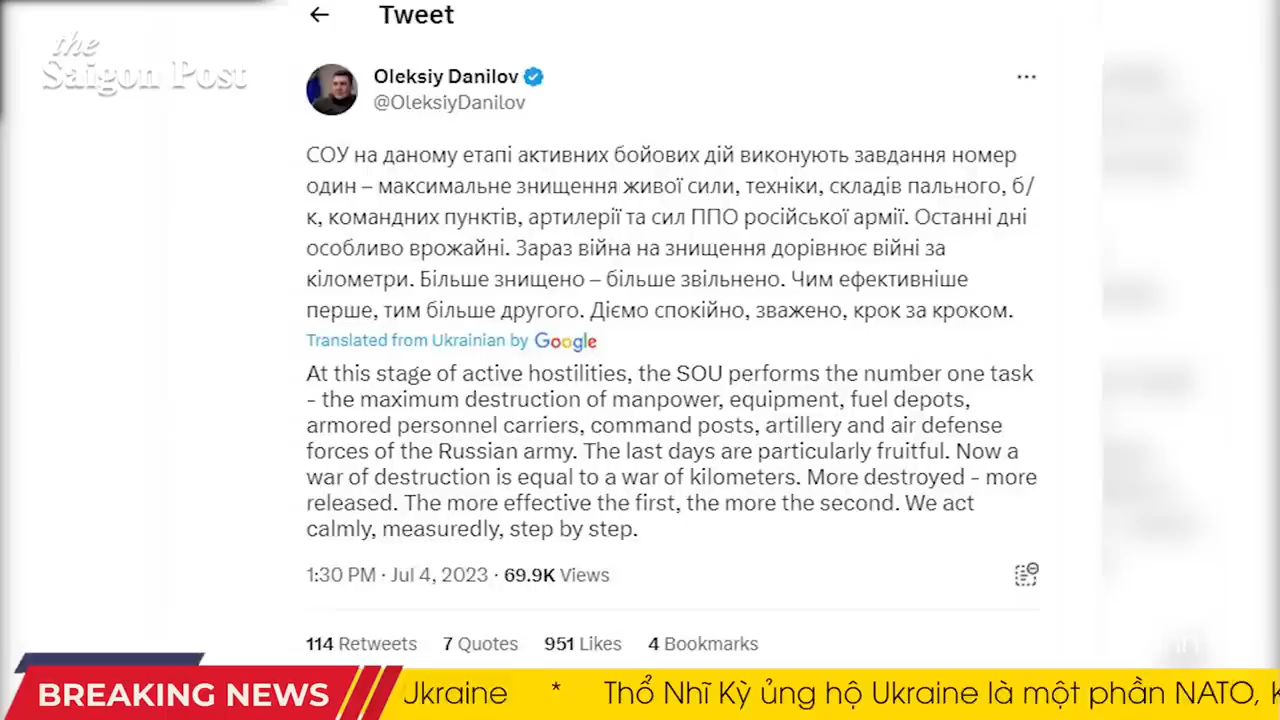 the
Saigon Post
Tweet
Oleksiy Danilov
@OleksiyDanilov
СОУ на даному етапі активних бойових дій виконують завдання номер
один – максимальне знищення живої сили, техніки, складів пального, б/
к, командних пунктів, артилерії та сил ППО російської армії. Останні дні
особливо врожайні. Зараз війна на знищення дорівнює війні за
кілометри. Більше знищено – більше звільнено. Чим ефективніше
перше, тим більше другого. Діємо спокійно, зважено, крок за кроком.
Translated from Ukrainian by Google
At this stage of active hostilities, the SOU performs the number one task
- the maximum destruction of manpower, equipment, fuel depots,
armored personnel carriers, command posts, artillery and air defense
forces of the Russian army. The last days are particularly fruitful. Now a
war of destruction is equal to a war of kilometers. More destroyed - more
released. The more effective the first, the more the second. We act
calmly, measuredly, step by step.
1:30 PM · Jul 4, 2023 · 69.9K Views
114 Retweets 7 Quotes 951 Likes 4 Bookmarks
BREAKING NEWS Ukraine * Thổ Nhĩ Kỳ ủng hộ Ukraine là một phần NATO,